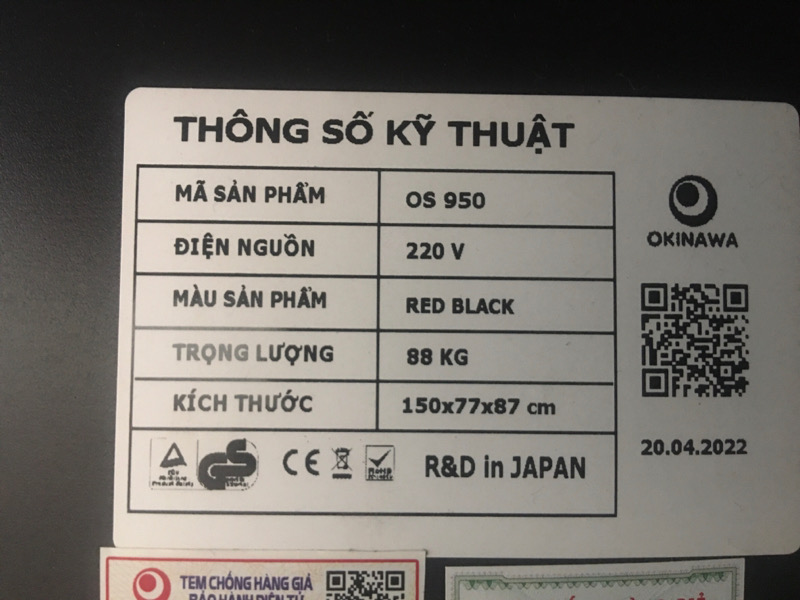 THÔNG SỐ KỸ THUẬT
MÃ SẢN PHẨM OS 950
ĐIỆN NGUỒN 220 V
MÀU SẢN PHẨM RED BLACK
TRỌNG LƯỢNG 88 KG
KÍCH THƯỚC 150x77x87 cm
GS CE RoHS R&D in JAPAN
OKINAWA
20.04.2022
TEM CHỐNG HÀNG GIẢ
BẢO HÀNH ĐIỆN TỬ